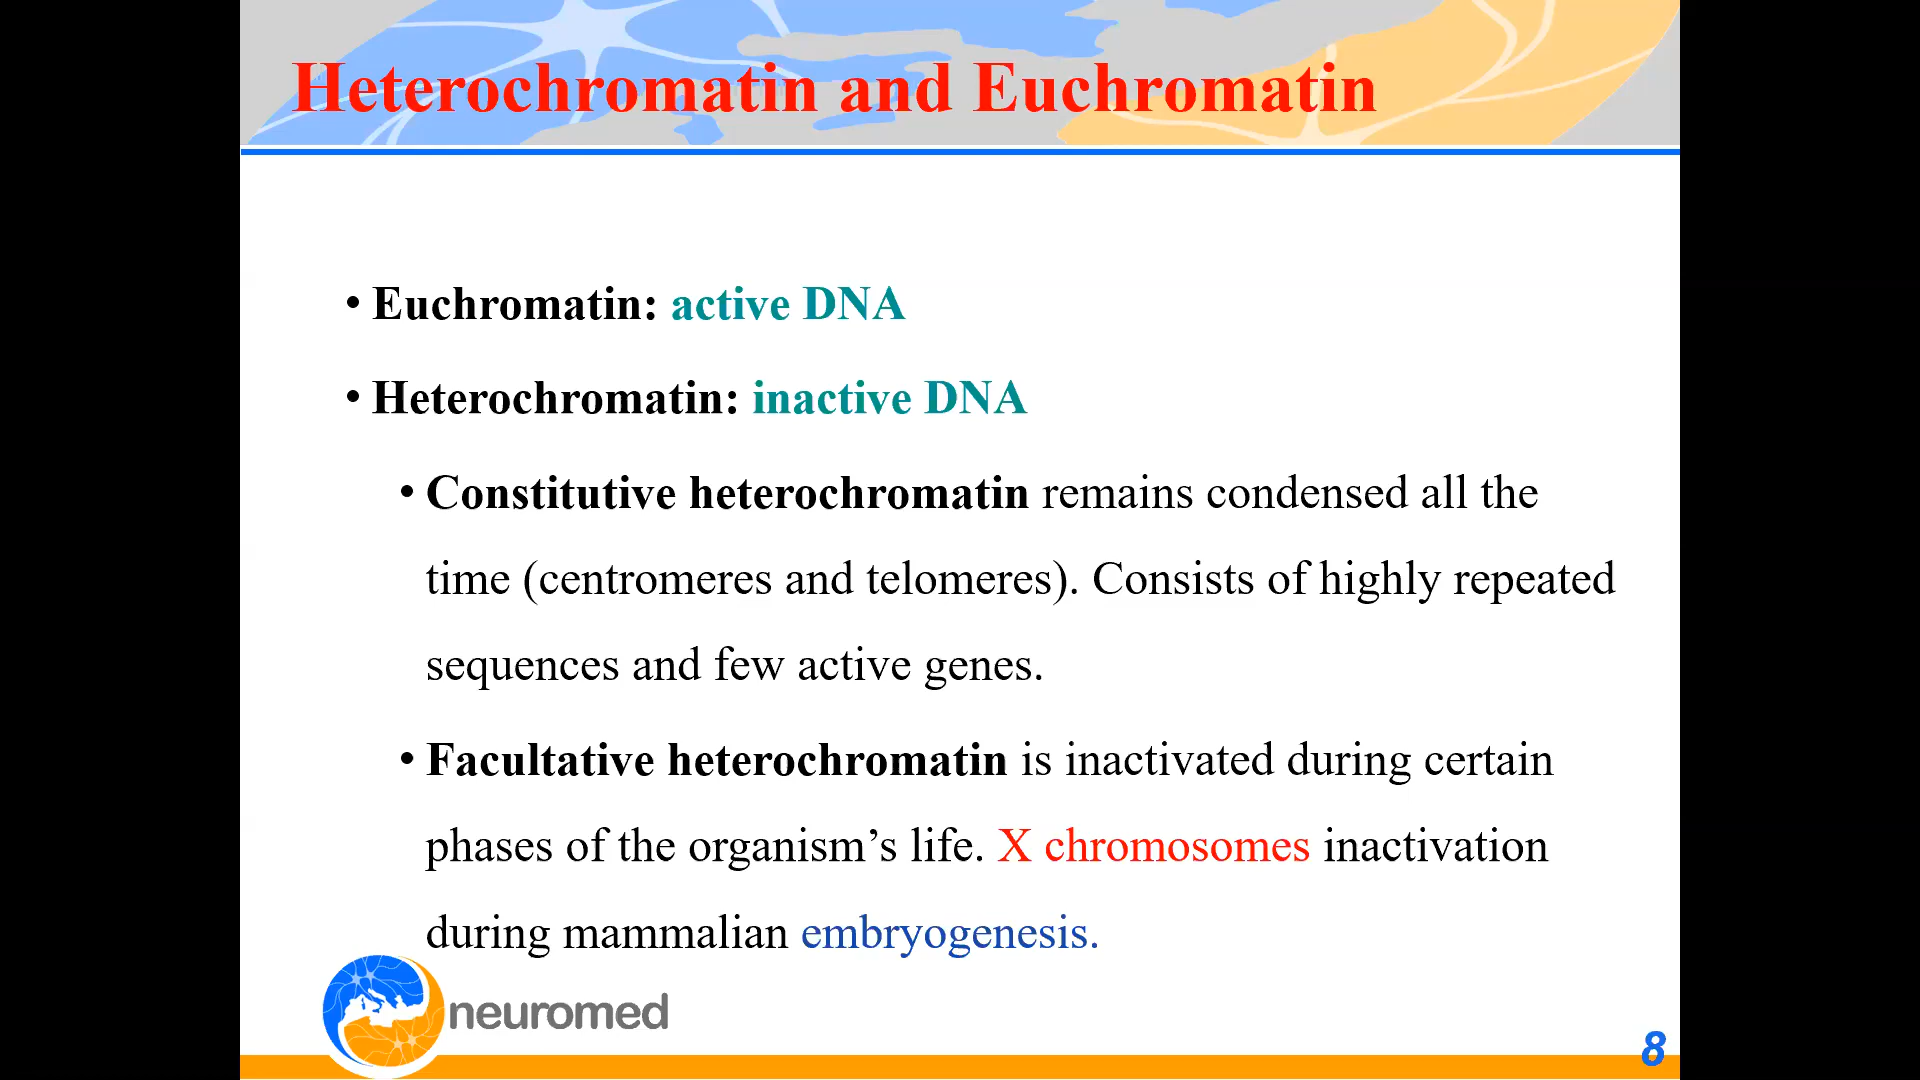 Heterochromatin and Euchromatin
• Euchromatin: active DNA
• Heterochromatin: inactive DNA
• Constitutive heterochromatin remains condensed all the
time (centromeres and telomeres). Consists of highly repeated
sequences and few active genes.
• Facultative heterochromatin is inactivated during certain
phases of the organism’s life. X chromosomes inactivation
during mammalian embryogenesis.
neuromed
8